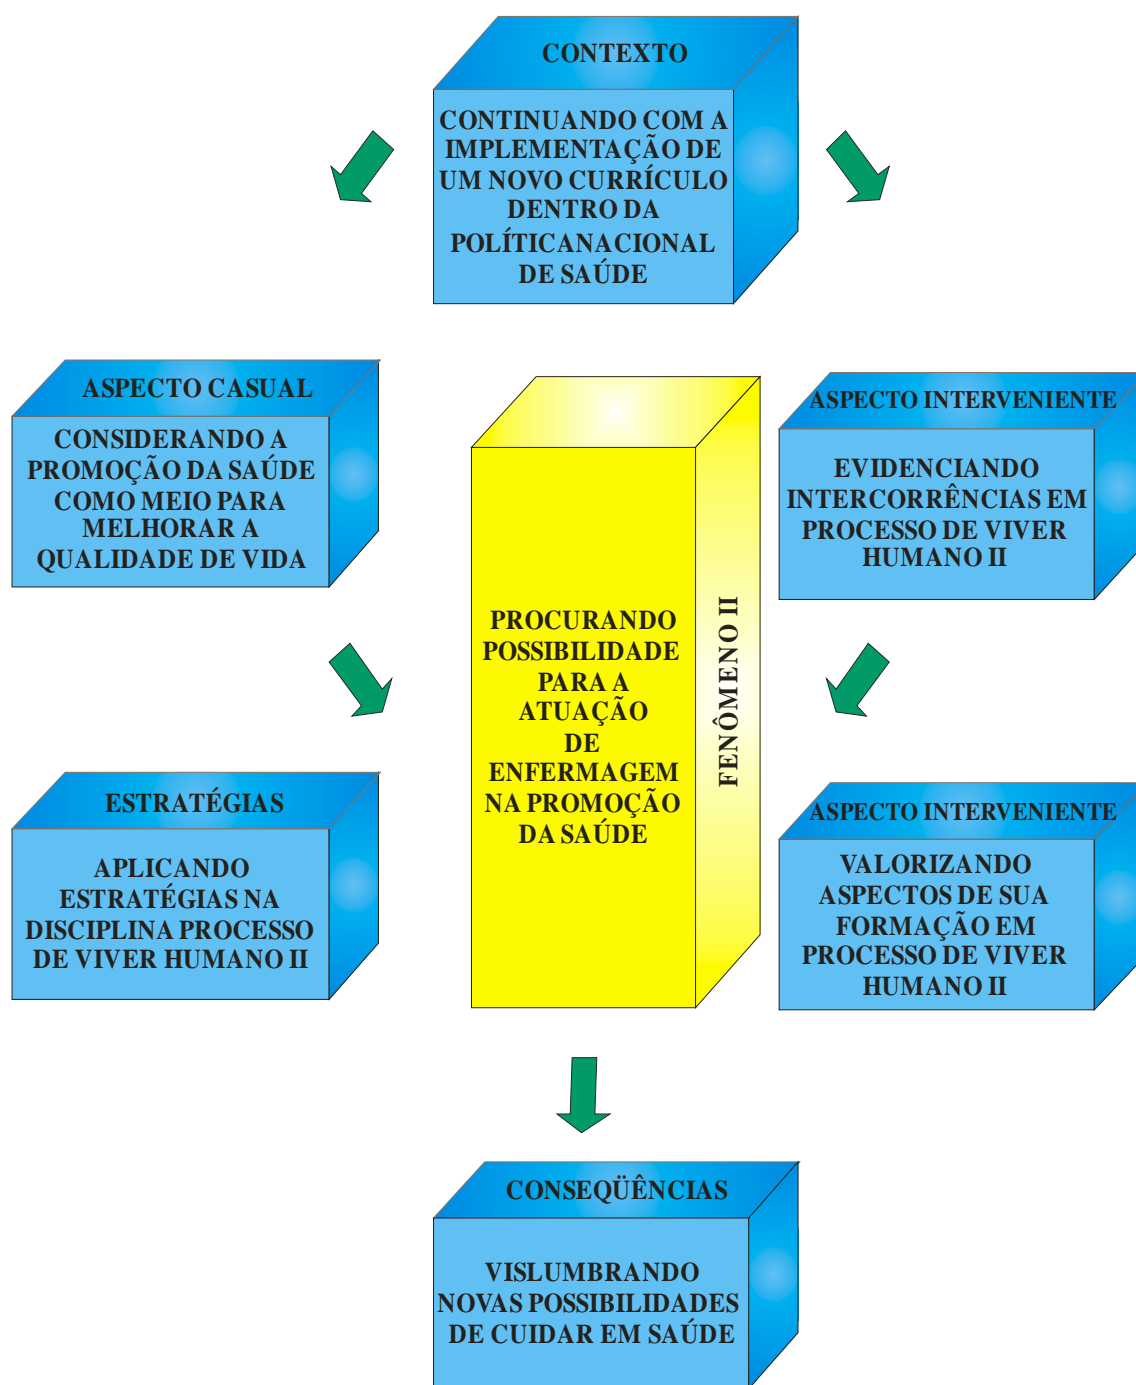 CONTEXTO
CONTINUANDO COM A
IMPLEMENTAÇÃO DE
UM NOVO CURRÍCULO
DENTRO DA
POLÍTICANACIONAL
DE SAÚDE
ASPECTO CASUAL
CONSIDERANDO A
PROMOÇÃO DA SAÚDE
COMO MEIO PARA
MELHORAR A
QUALIDADE DE VIDA
ASPECTO INTERVENIENTE
EVIDENCIANDO
INTERCORRÊNCIAS EM
PROCESSO DE VIVER
HUMANO II
PROCURANDO
POSSIBILIDADE
PARA A
ATUAÇÃO
DE
ENFERMAGEM
NA PROMOÇÃO
DA SAÚDE
FENÔMENO II
ESTRATÉGIAS
APLICANDO
ESTRATÉGIAS NA
DISCIPLINA PROCESSO
DE VIVER HUMANO II
ASPECTO INTERVENIENTE
VALORIZANDO
ASPECTOS DE SUA
FORMAÇÃO EM
PROCESSO DE VIVER
HUMANO II
CONSEQÜÊNCIAS
VISLUMBRANDO
NOVAS POSSIBILIDADES
DE CUIDAR EM SAÚDE